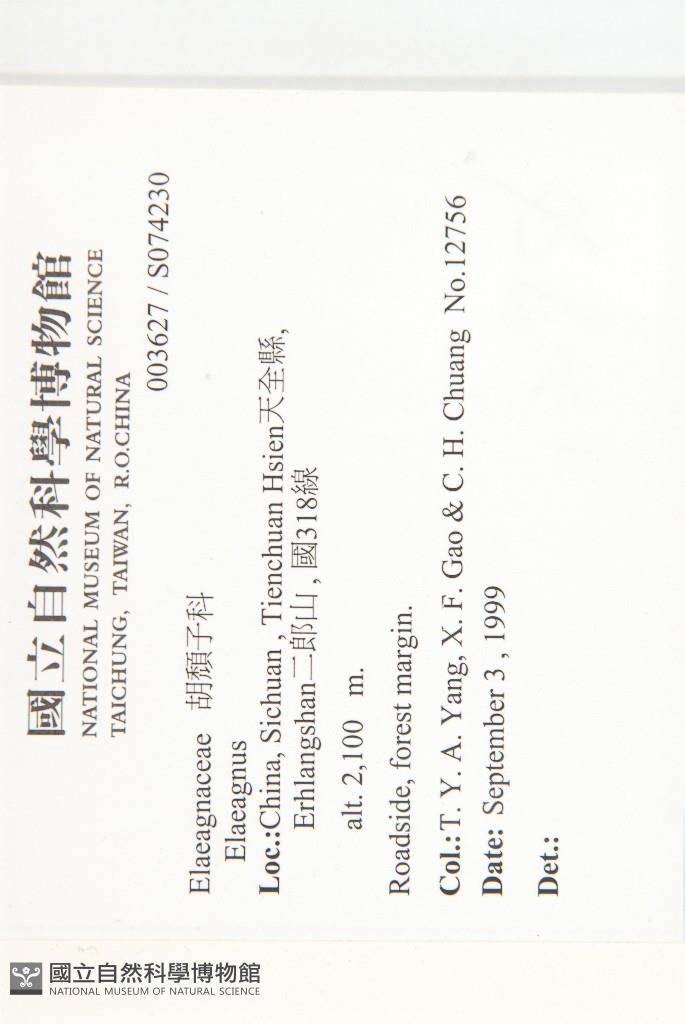 國立自然科學博物館
NATIONAL MUSEUM OF NATURAL SCIENCE
TAICHUNG, TAIWAN, R.O.CHINA
003627 / S074230
Elaeagnaceae 胡頹子科
Elaeagnus
Loc.:China, Sichuan , Tienchuan Hsien天全縣,
Erhlangshan二郎山 , 國318線
alt. 2,100 m.
Roadside, forest margin.
Col.: T. Y. A. Yang, X. F. Gao & C. H. Chuang No.12756
Date: September 3 , 1999
Det.:
國立自然科學博物館
NATIONAL MUSEUM OF NATURAL SCIENCE